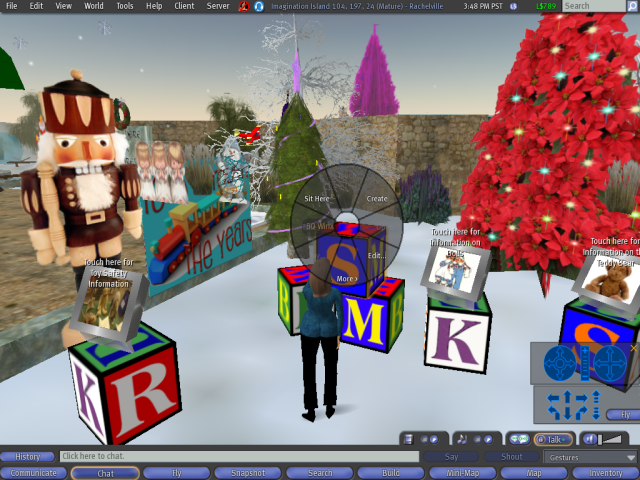 File Edit View World Tools Help Client Server
Imagination Island 104, 197, 24 (Mature) - Rachelville
3:48 PM PST
L$789
Search
Sit Here
Create
Edit...
More >
Touch here for
Toy Safety
Information
Touch here for
Information on
Dolls
Touch here for
Information on th
Teddy Bear
THE YEARS
B
S
M
K
S
K
R
Fly
Talk
History
Click here to chat.
Say
Shout
Gestures
Communicate
Chat
Fly
Snapshot
Search
Build
Mini-Map
Map
Inventory